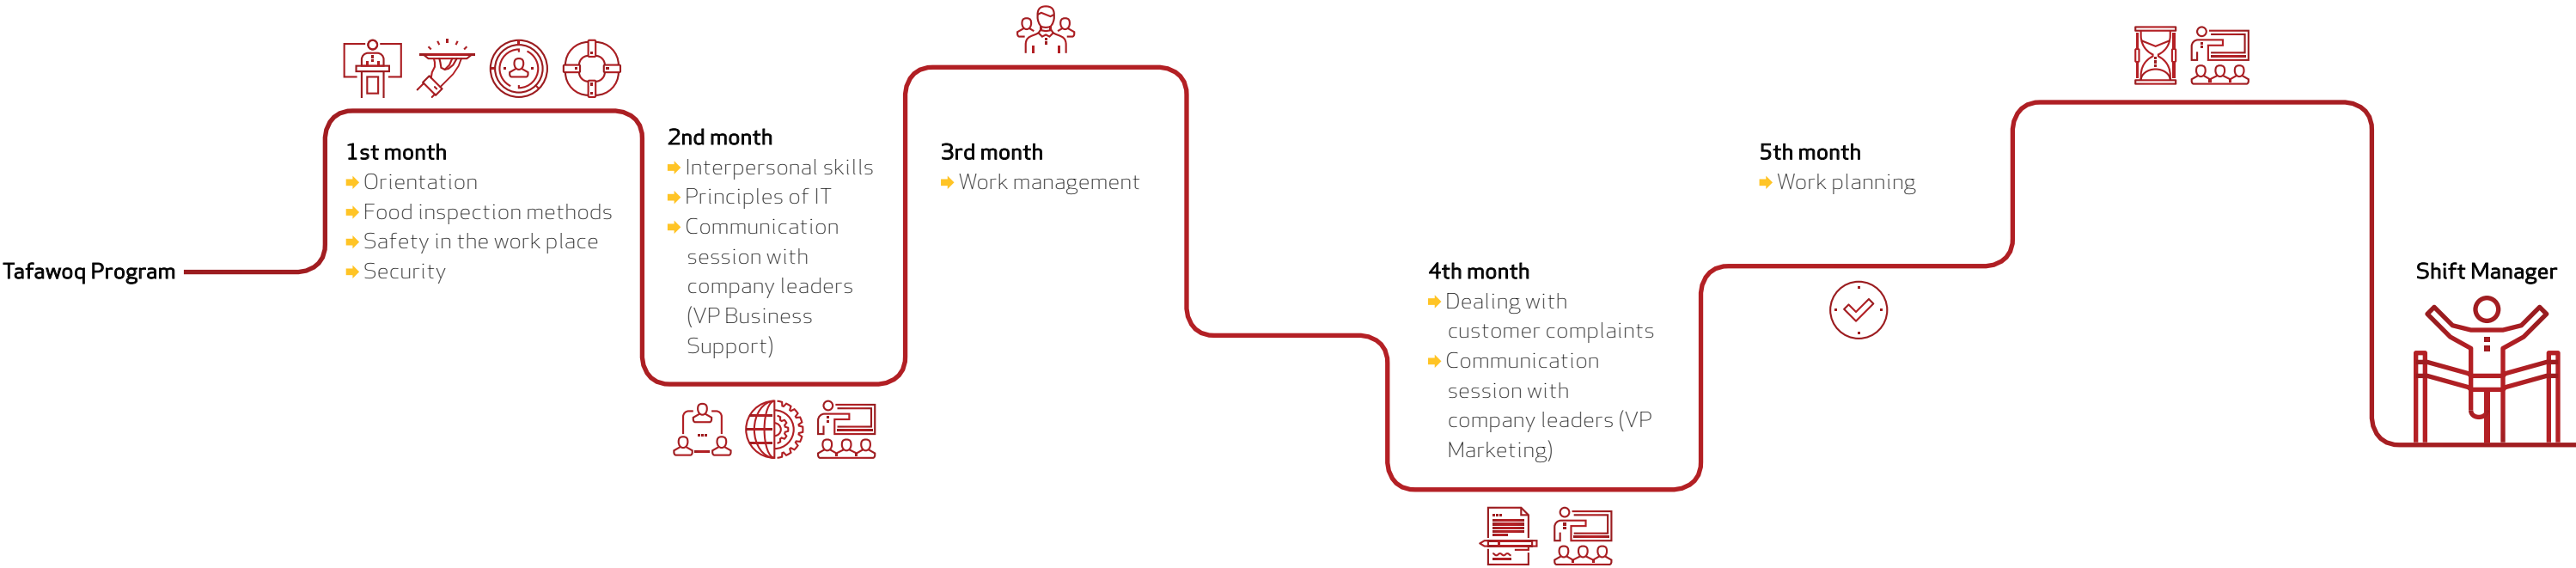 Tafawoq Program
1st month
Orientation
Food inspection methods
Safety in the work place
Security
2nd month
Interpersonal skills
Principles of IT
Communication
session with
company leaders
(VP Business
Support)
3rd month
Work management
4th month
Dealing with
customer complaints
Communication
session with
company leaders (VP
Marketing)
5th month
Work planning
Shift Manager